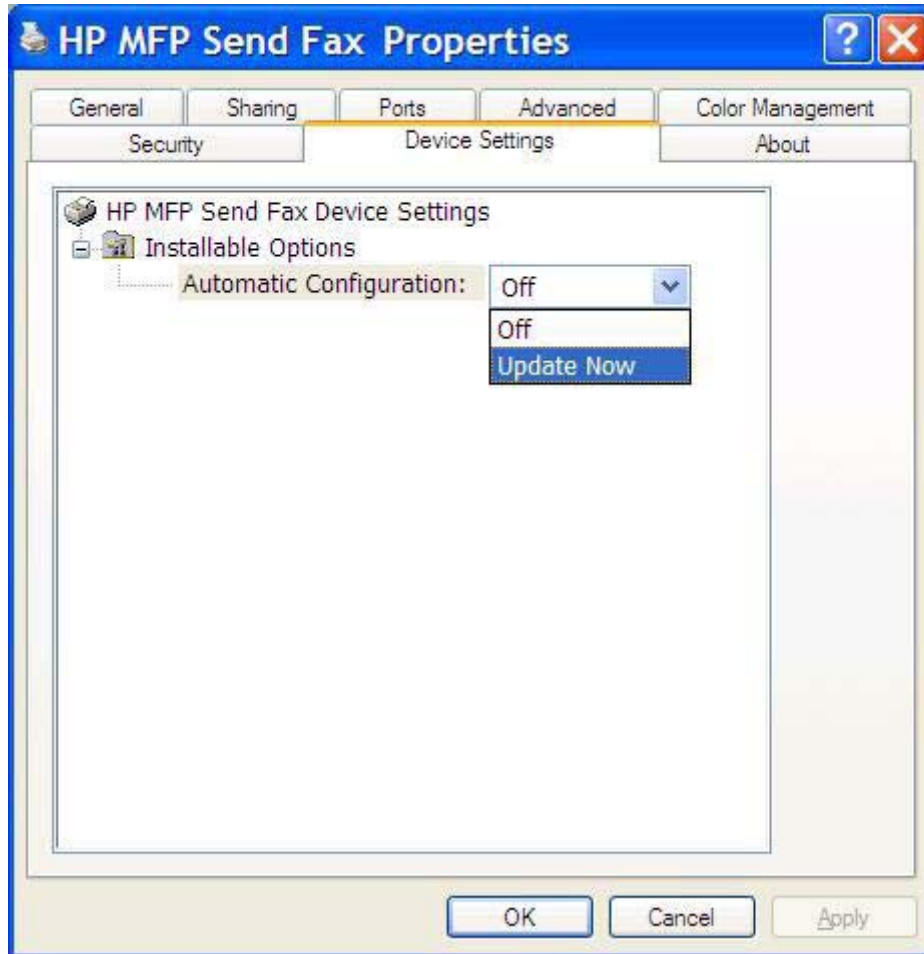 HP MFP Send Fax Properties
General Sharing Ports Advanced Color Management
Security Device Settings About
HP MFP Send Fax Device Settings
Installable Options
Automatic Configuration: Off
Off
Update Now
OK Cancel Apply